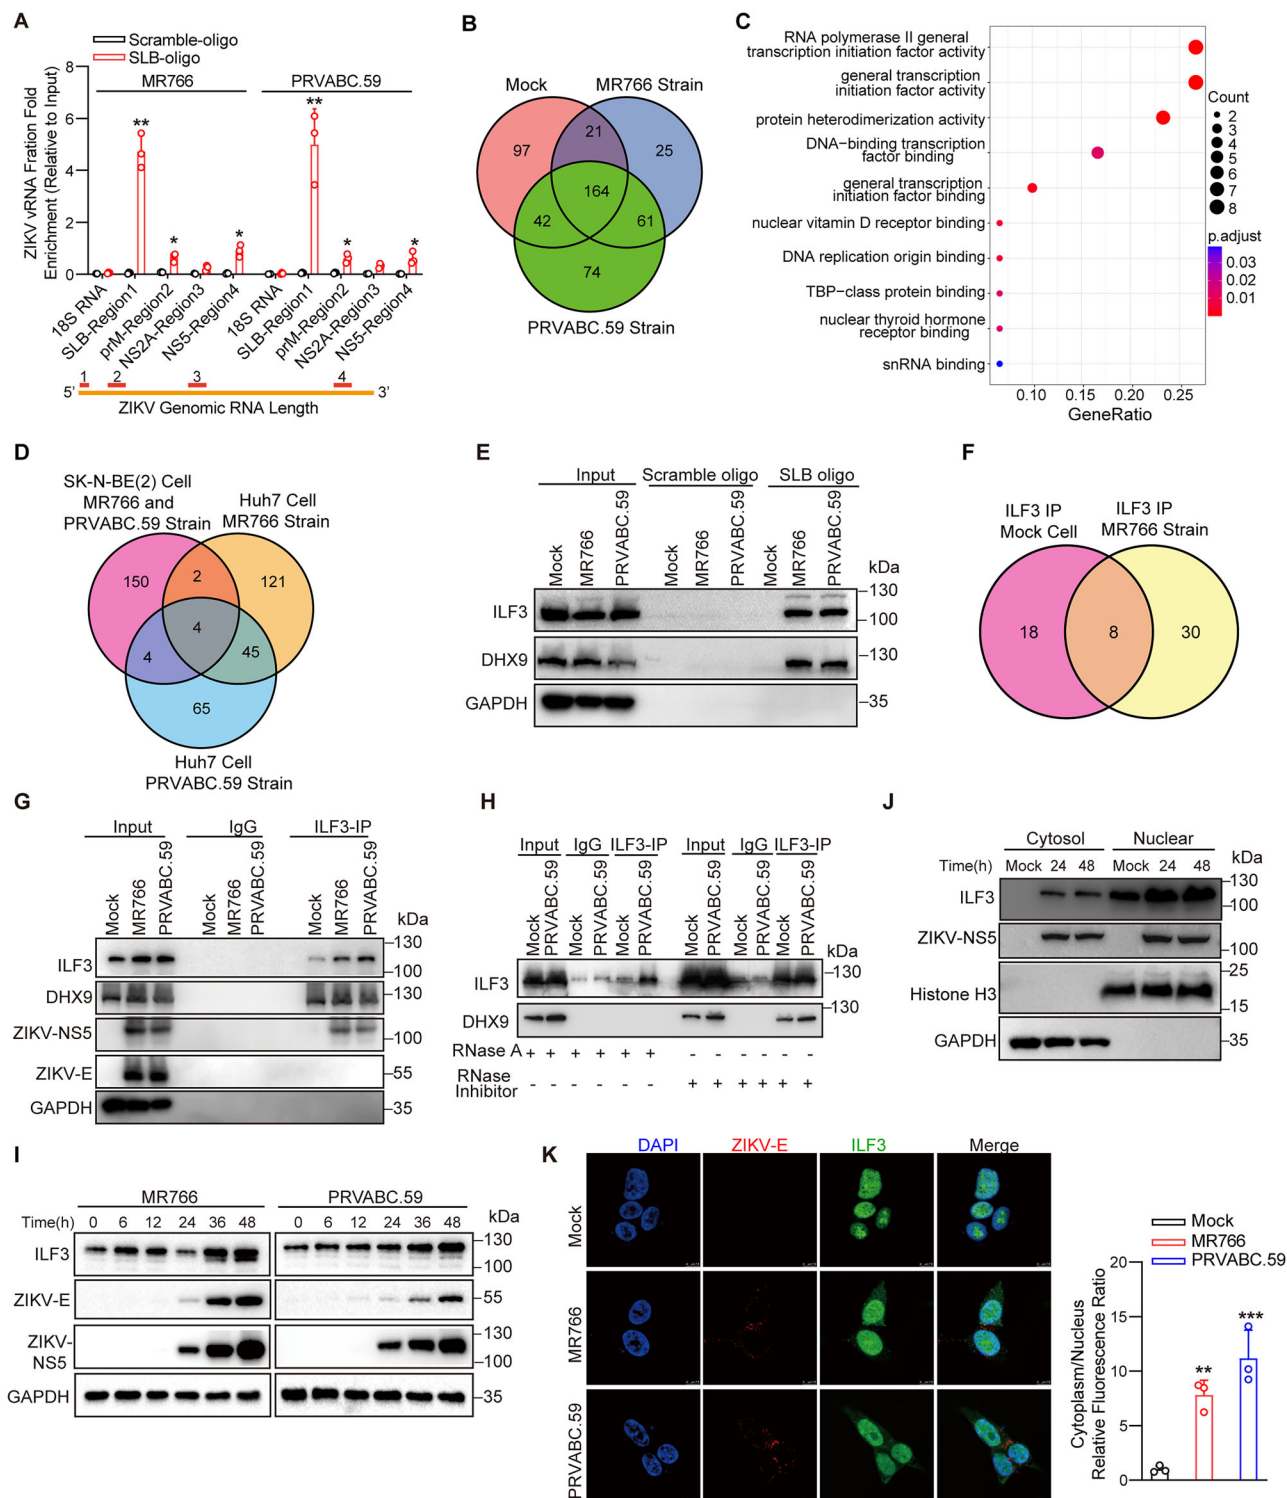 A
Scramble-oligo
SLB-oligo
MR766
PRVABC.59
ZIKV vRNA Fration Fold
Enrichment (Relative to Input)
8
6
4
2
0
**
*
*
**
*
*
18S RNA
SLB-Region1
prM-Region2
NS2A-Region3
NS5-Region4
18S RNA
SLB-Region1
prM-Region2
NS2A-Region3
NS5-Region4
1
2
3
4
5'
3'
ZIKV Genomic RNA Length
B
Mock
MR766 Strain
97
21
25
164
42
61
74
PRVABC.59 Strain
C
RNA polymerase II general
transcription initiation factor activity
general transcription
initiation factor activity
protein heterodimerization activity
DNA-binding transcription
factor binding
general transcription
initiation factor binding
nuclear vitamin D receptor binding
DNA replication origin binding
TBP-class protein binding
nuclear thyroid hormone
receptor binding
snRNA binding
0.10
0.15
0.20
0.25
GeneRatio
Count
2
3
4
5
6
7
8
p.adjust
0.03
0.02
0.01
D
SK-N-BE(2) Cell
MR766 and
PRVABC.59 Strain
Huh7 Cell
MR766 Strain
150
2
121
4
4
45
65
Huh7 Cell
PRVABC.59 Strain
E
Input
Scramble oligo
SLB oligo
Mock
MR766
PRVABC.59
Mock
MR766
PRVABC.59
Mock
MR766
PRVABC.59
kDa
ILF3
130
100
DHX9
130
GAPDH
35
F
ILF3 IP
Mock Cell
ILF3 IP
MR766 Strain
18
8
30
G
Input
IgG
ILF3-IP
Mock
MR766
PRVABC.59
Mock
MR766
PRVABC.59
Mock
MR766
PRVABC.59
kDa
ILF3
130
100
DHX9
130
ZIKV-NS5
100
ZIKV-E
55
GAPDH
35
H
Input
IgG
ILF3-IP
Input
IgG
ILF3-IP
Mock
PRVABC.59
Mock
PRVABC.59
Mock
PRVABC.59
Mock
PRVABC.59
Mock
PRVABC.59
Mock
PRVABC.59
kDa
ILF3
130
DHX9
130
RNase A + + + + + + - - - - - -
RNase
Inhibitor - - - - - - + + + + + +
J
Cytosol
Nuclear
Time(h) Mock 24 48 Mock 24 48
kDa
ILF3
130
100
ZIKV-NS5
100
Histone H3
25
15
GAPDH
35
I
MR766
PRVABC.59
Time(h) 0 6 12 24 36 48 0 6 12 24 36 48
kDa
ILF3
130
100
ZIKV-E
55
ZIKV-
NS5
130
100
GAPDH
35
K
DAPI
ZIKV-E
ILF3
Merge
Mock
MR766
PRVABC.59
Mock
MR766
PRVABC.59
Cytoplasm/Nucleus
Relative Fluorescence Ratio
20
15
10
5
0
**
***